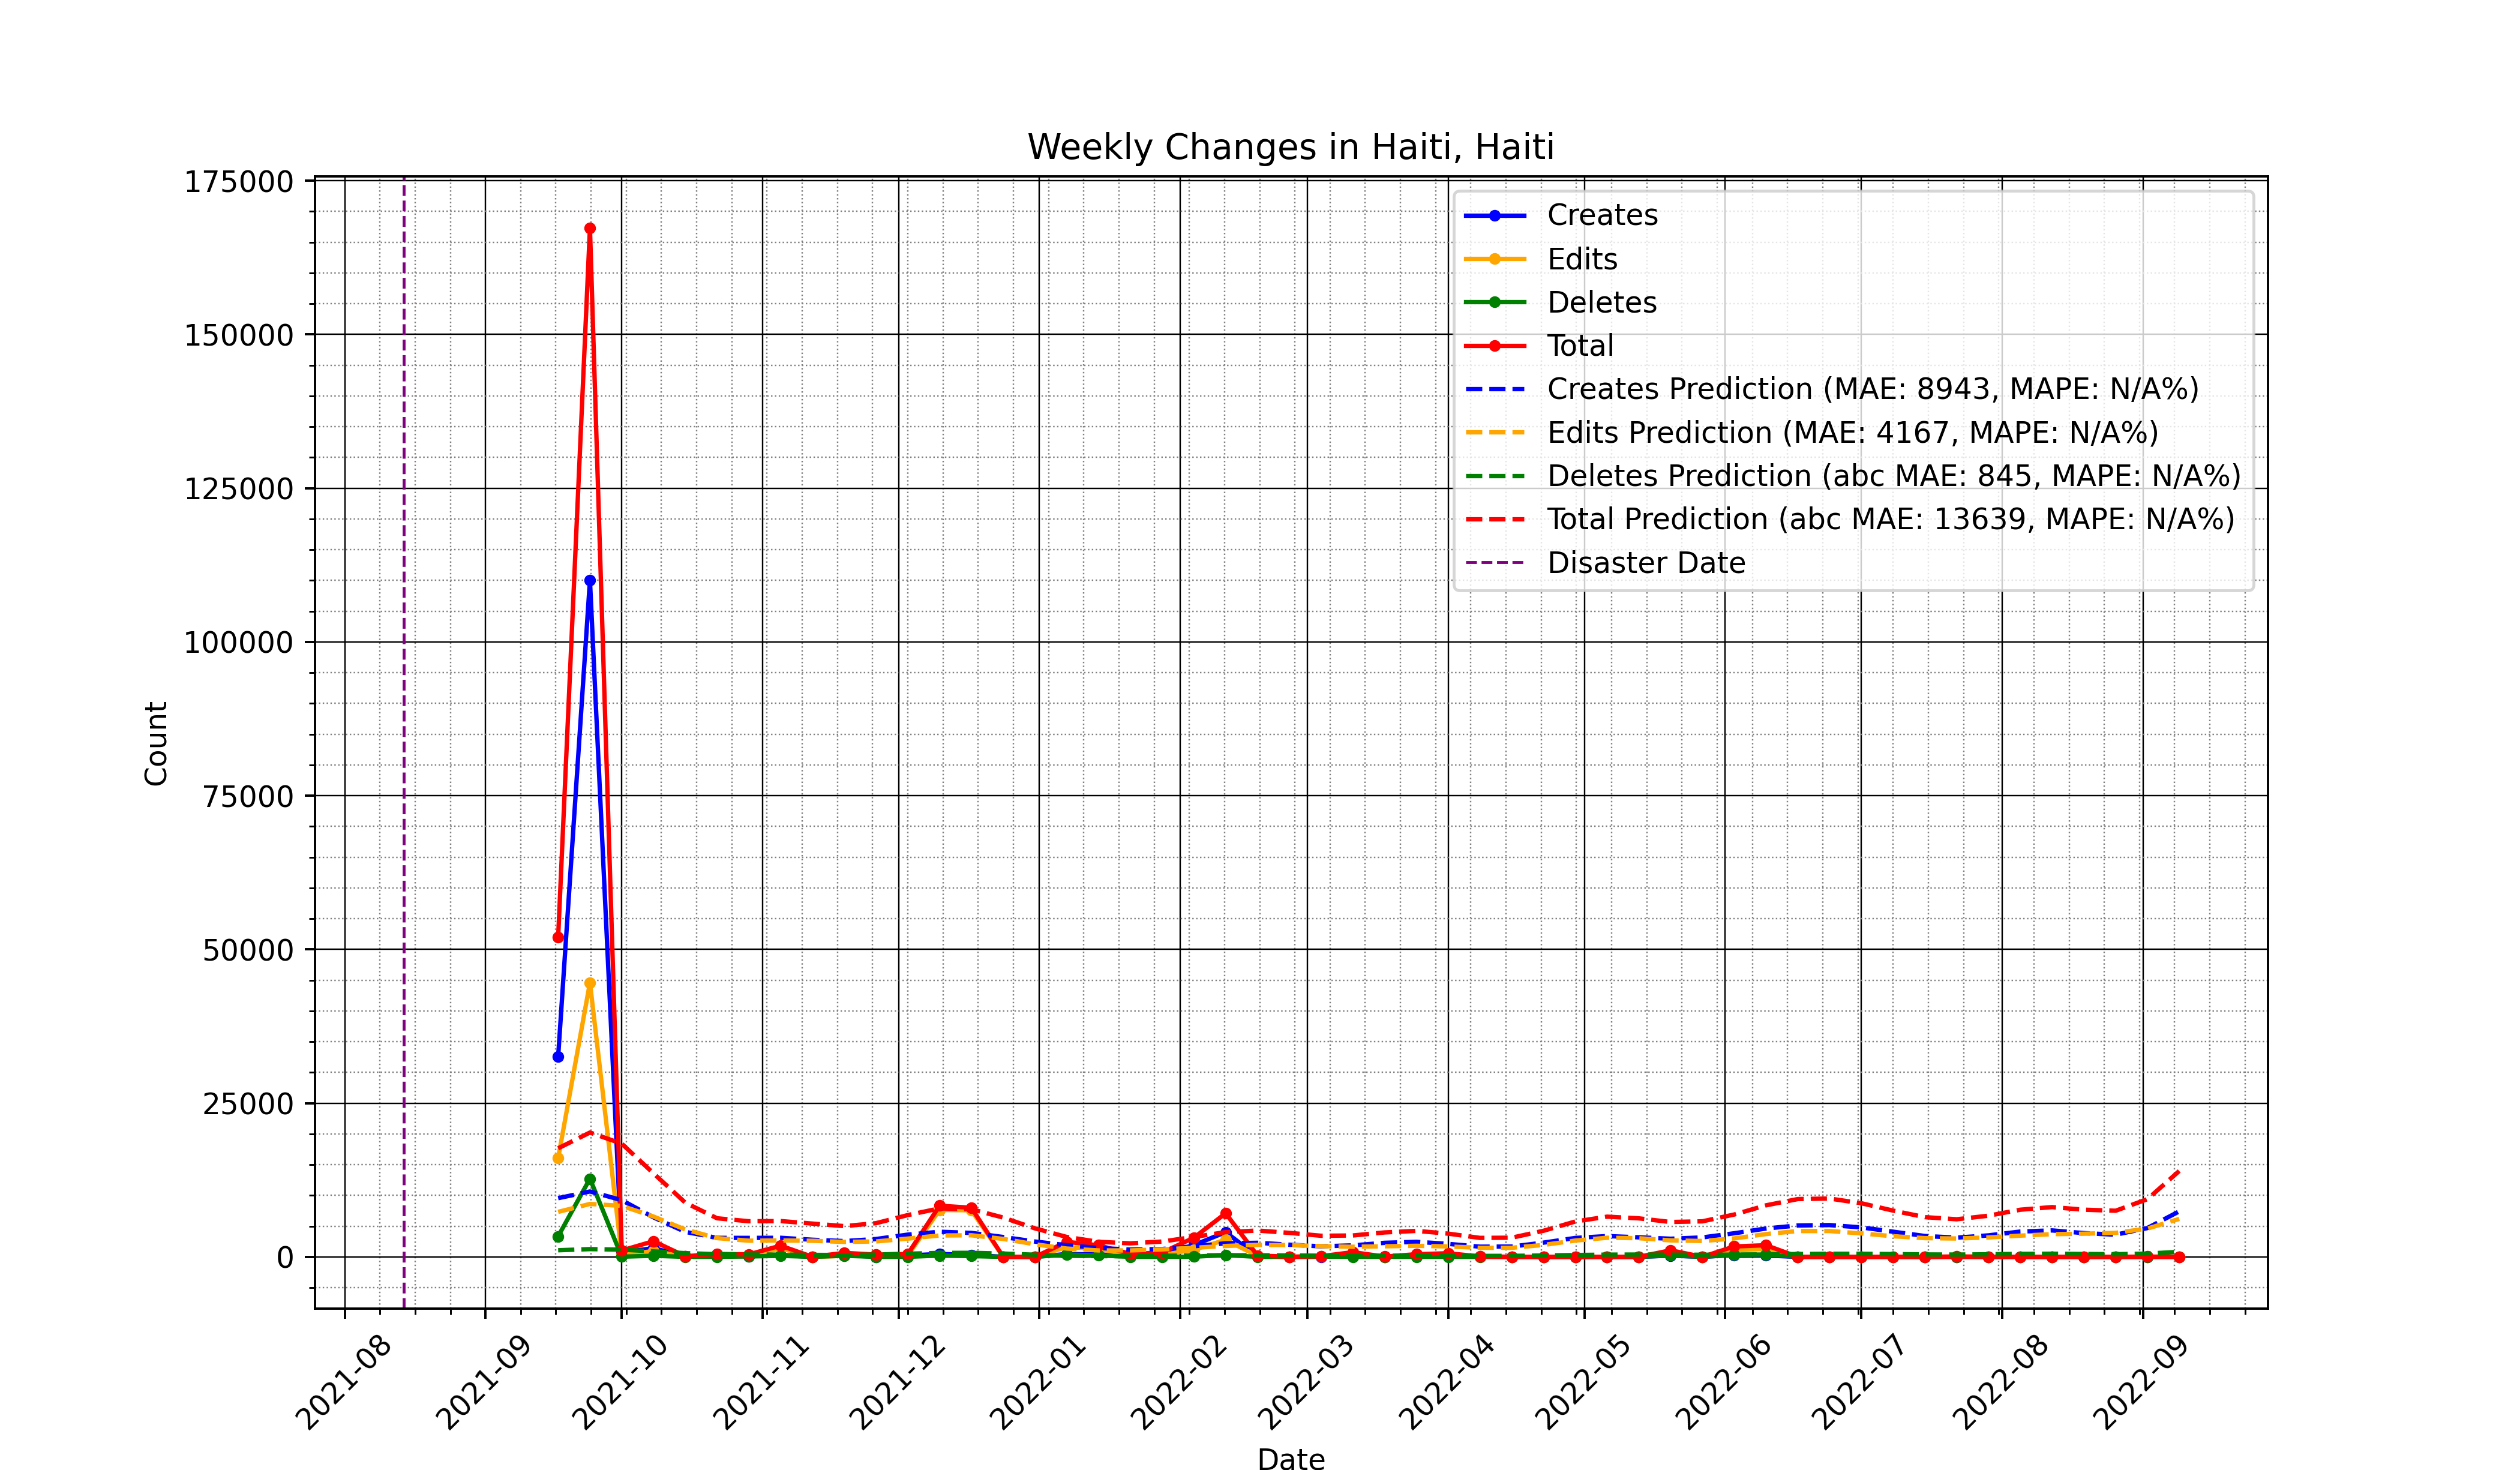 Weekly Changes in Haiti, Haiti
175000
150000
125000
100000
75000
50000
25000
0
Count
Creates
Edits
Deletes
Total
Creates Prediction (MAE: 8943, MAPE: N/A%)
Edits Prediction (MAE: 4167, MAPE: N/A%)
Deletes Prediction (abc MAE: 845, MAPE: N/A%)
Total Prediction (abc MAE: 13639, MAPE: N/A%)
Disaster Date
2021-08
2021-09
2021-10
2021-11
2021-12
2022-01
2022-02
2022-03
2022-04
2022-05
2022-06
2022-07
2022-08
2022-09
Date